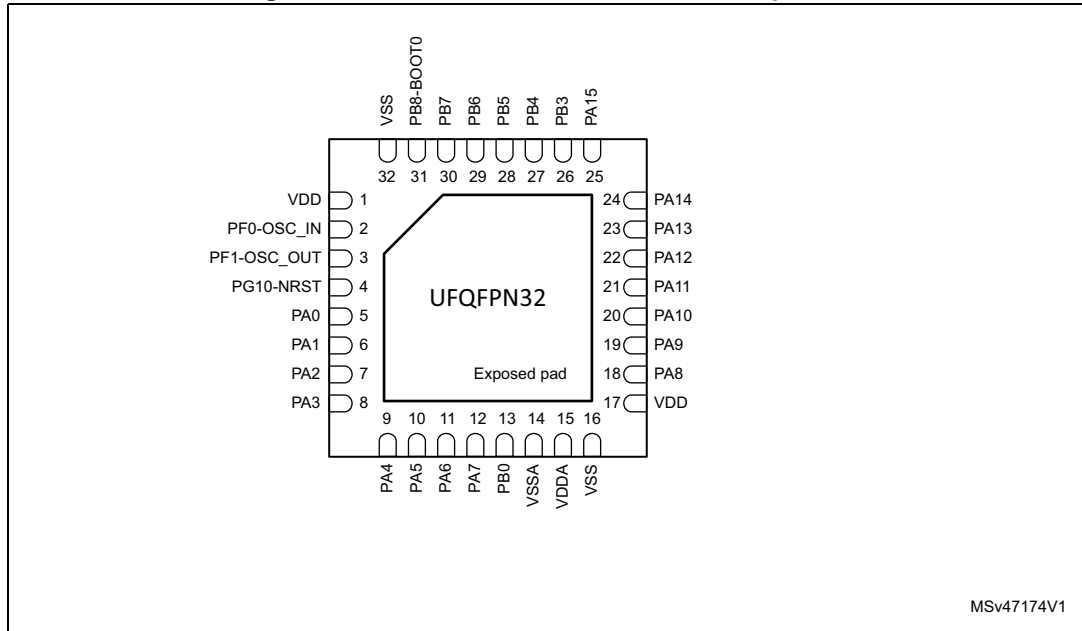 VSS
PB8-BOOT0
PB7
PB6
PB5
PB4
PB3
PA15
32 31 30 29 28 27 26 25
VDD 1
PF0-OSC_IN 2
PF1-OSC_OUT 3
PG10-NRST 4
PA0 5
PA1 6
PA2 7
PA3 8
UFQFPN32
Exposed pad
24 PA14
23 PA13
22 PA12
21 PA11
20 PA10
19 PA9
18 PA8
17 VDD
9 10 11 12 13 14 15 16
PA4
PA5
PA6
PA7
PB0
VSSA
VDDA
VSS
MSv47174V1